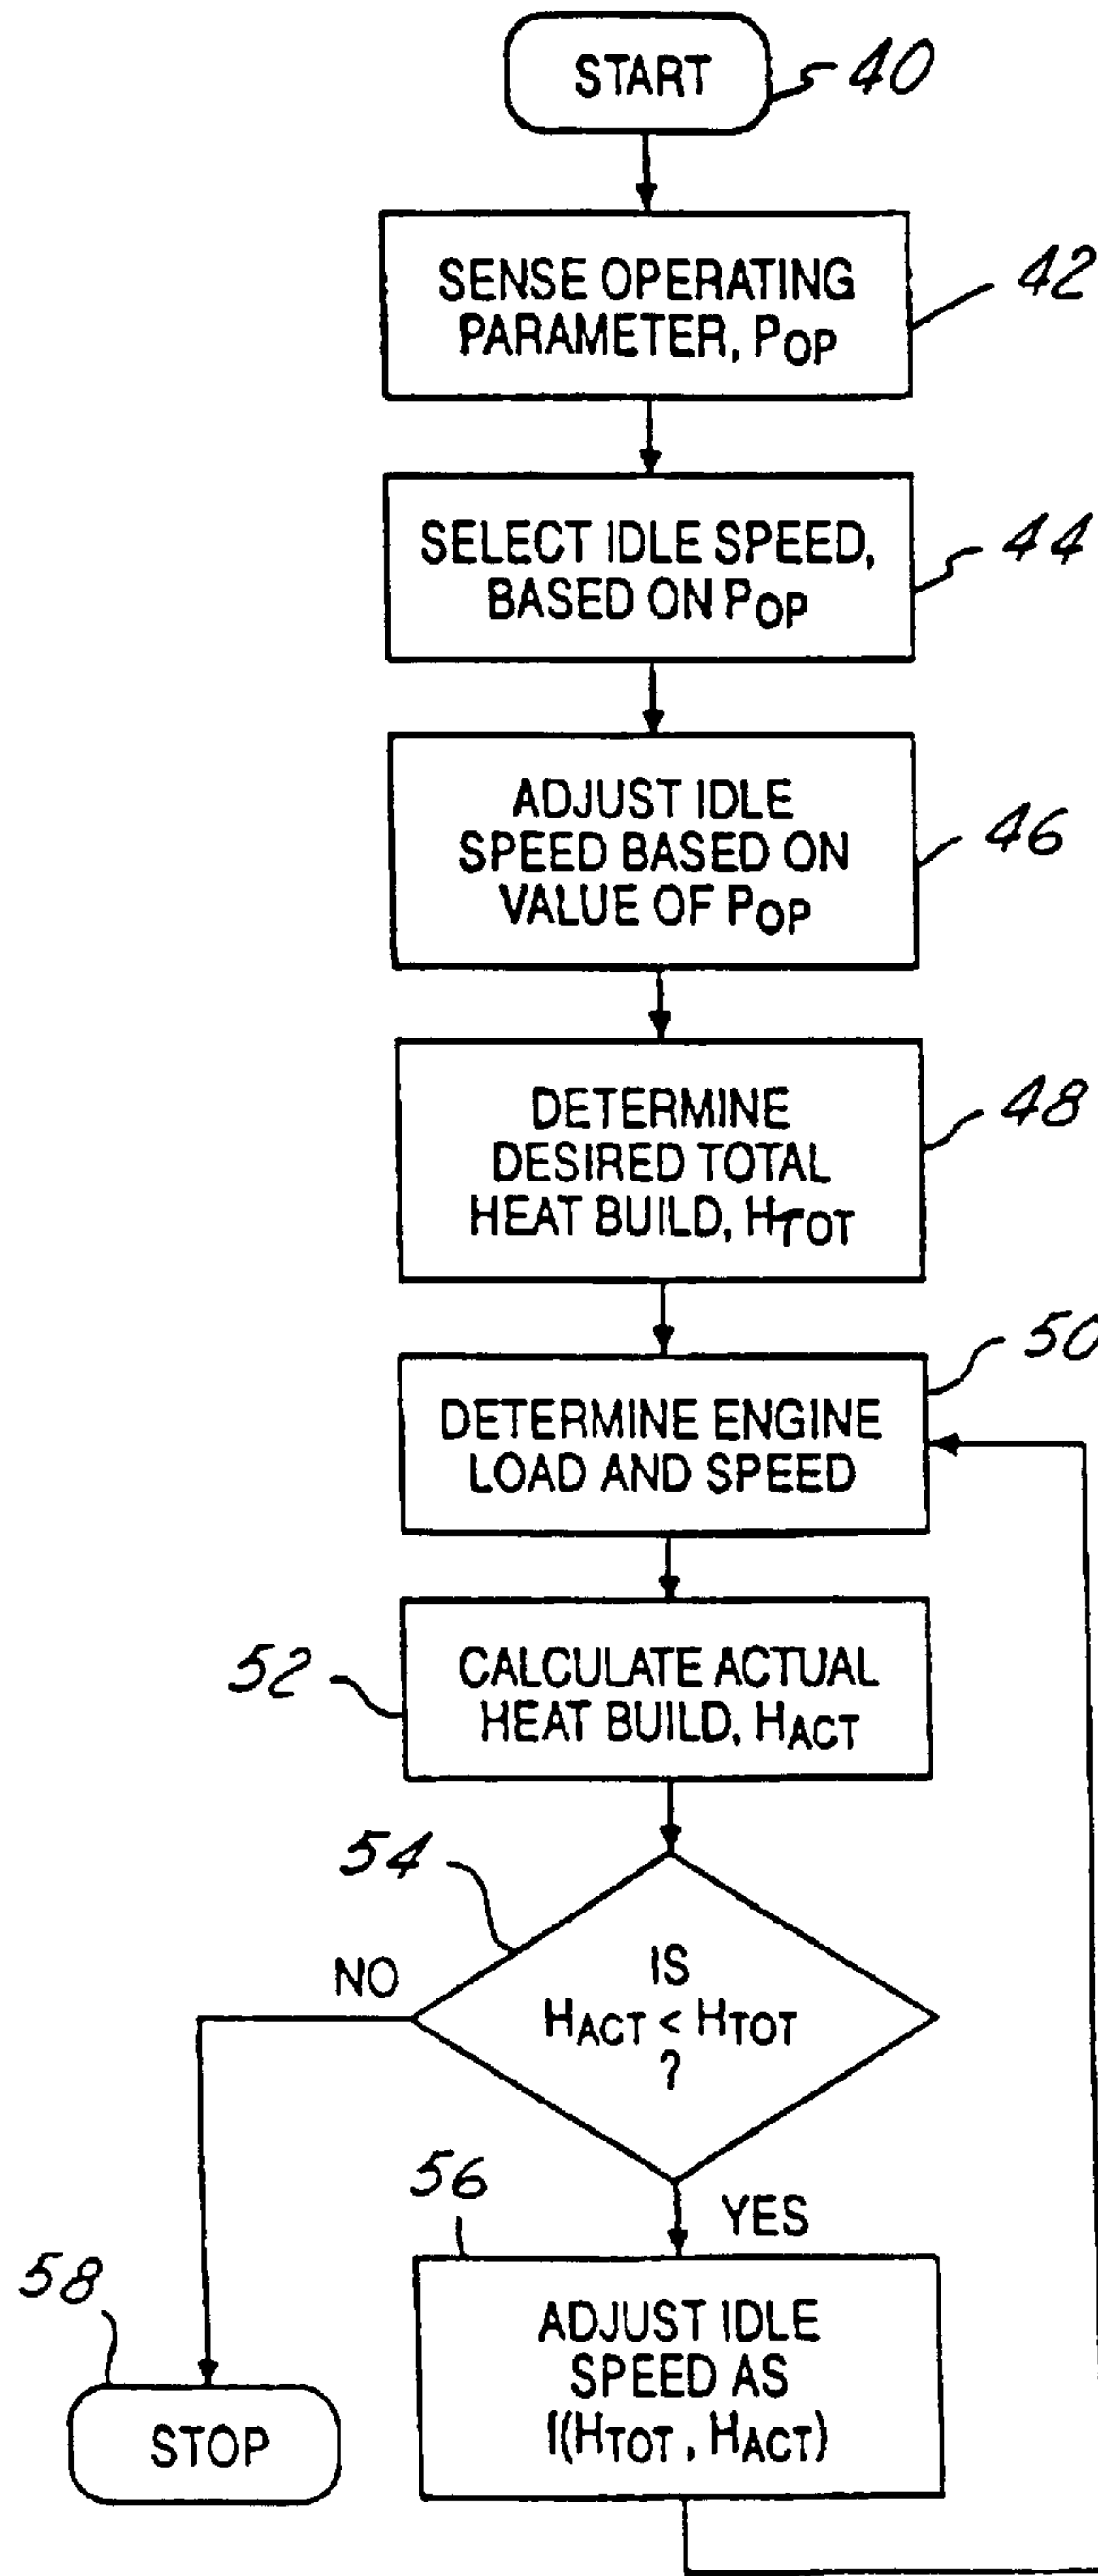 START
40
SENSE OPERATING
PARAMETER, POP
42
SELECT IDLE SPEED,
BASED ON POP
44
ADJUST IDLE
SPEED BASED ON
VALUE OF POP
46
DETERMINE
DESIRED TOTAL
HEAT BUILD, HTOT
48
50
DETERMINE ENGINE
LOAD AND SPEED
52
CALCULATE ACTUAL
HEAT BUILD, HACT
54
NO
IS
HACT < HTOT
?
56
YES
58
ADJUST IDLE
SPEED AS
f(HTOT, HACT)
STOP